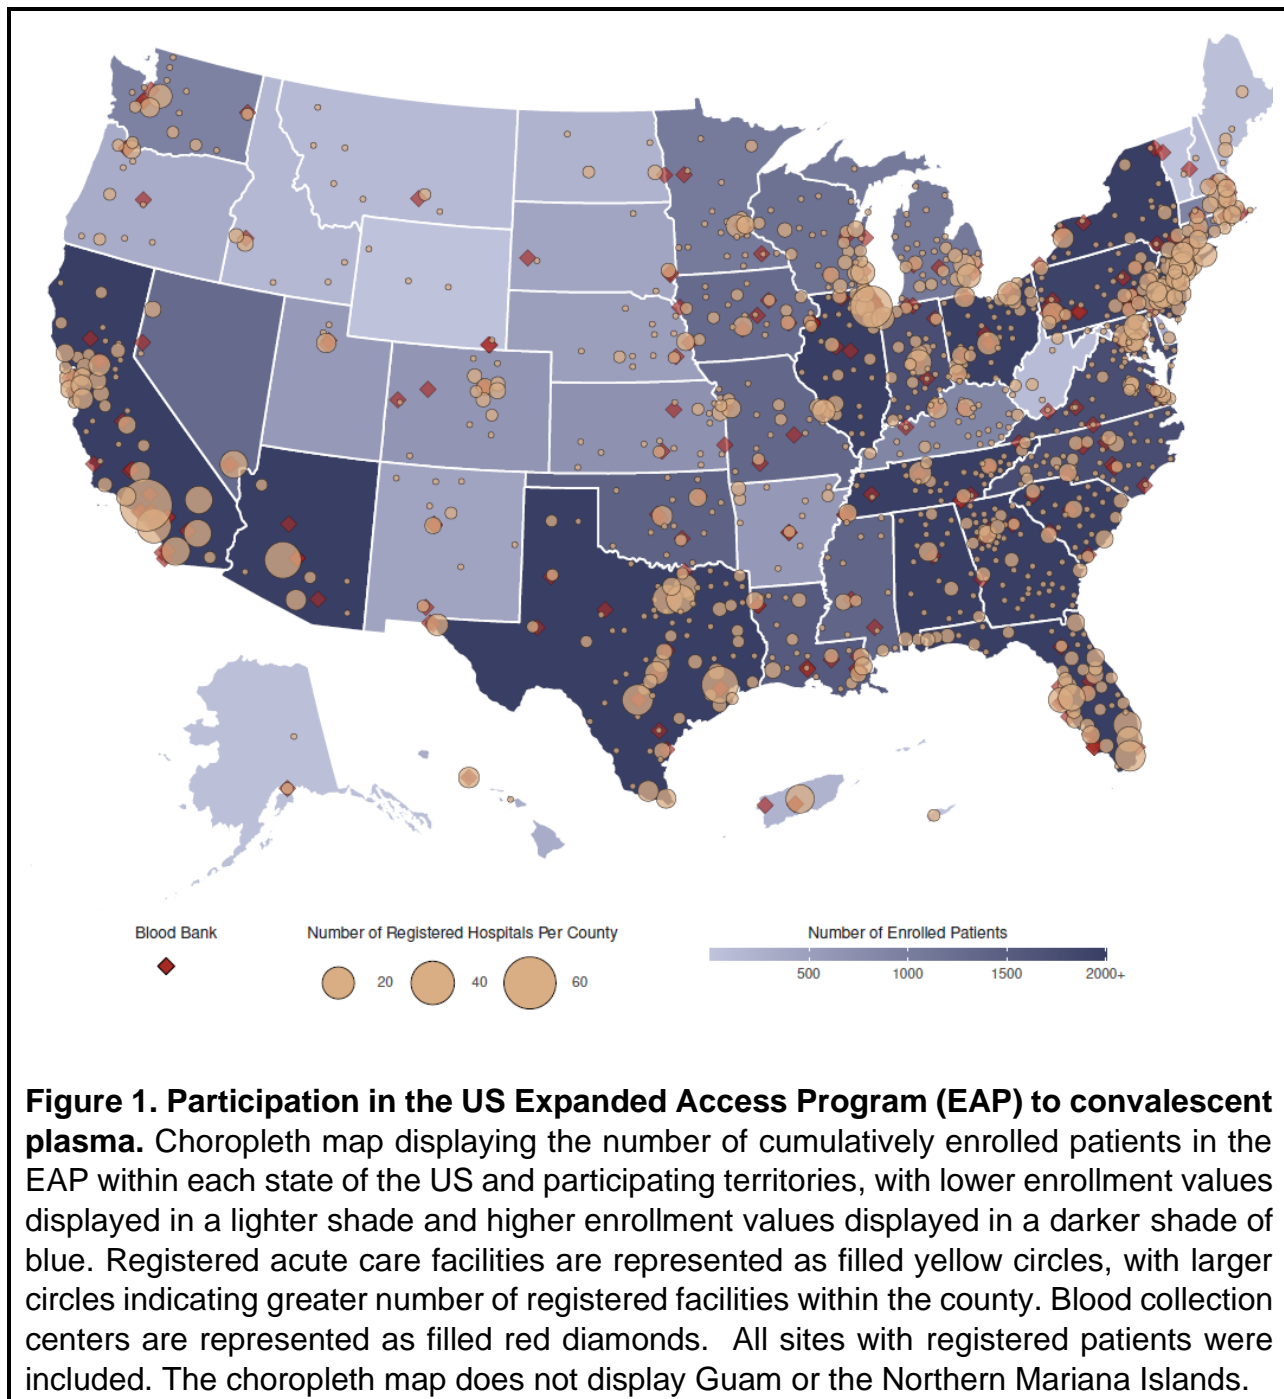 Blood Bank
Number of Registered Hospitals Per County
Number of Enrolled Patients
20
40
60
500
1000
1500
2000+
Figure 1. Participation in the US Expanded Access Program (EAP) to convalescent
plasma. Choropleth map displaying the number of cumulatively enrolled patients in the
EAP within each state of the US and participating territories, with lower enrollment values
displayed in a lighter shade and higher enrollment values displayed in a darker shade of
blue. Registered acute care facilities are represented as filled yellow circles, with larger
circles indicating greater number of registered facilities within the county. Blood collection
centers are represented as filled red diamonds.  All sites with registered patients were
included. The choropleth map does not display Guam or the Northern Mariana Islands.